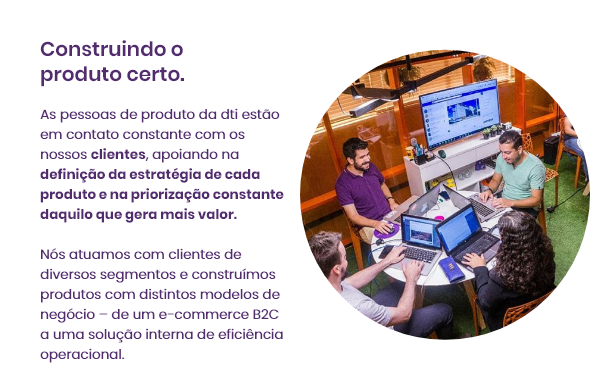 Construindo o
produto certo.
As pessoas de produto da dti estão
em contato constante com os
nossos clientes, apoiando na
definição da estratégia de cada
produto e na priorização constante
daquilo que gera mais valor.
Nós atuamos com clientes de
diversos segmentos e construímos
produtos com distintos modelos de
negócio – de um e-commerce B2C
a uma solução interna de eficiência
operacional.